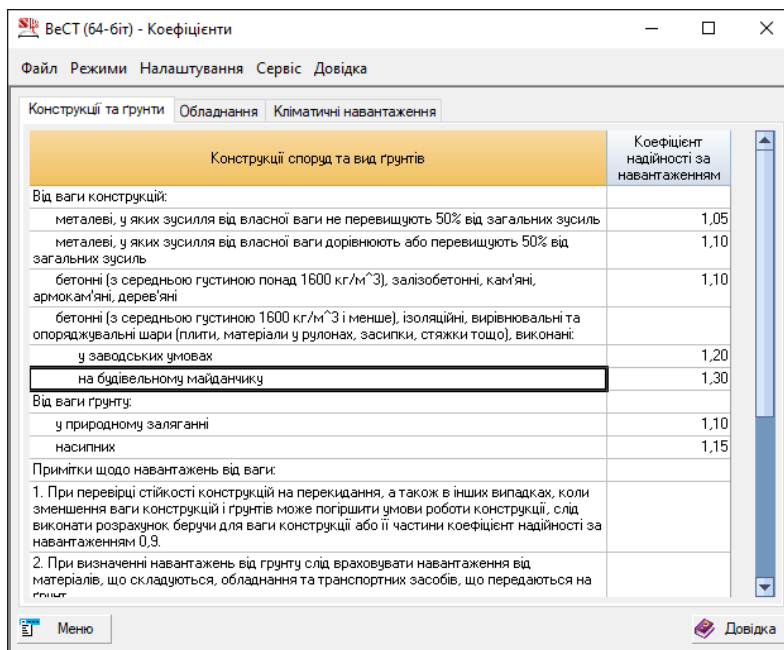 ВеСТ (64-біт) - Коефіцієнти
Файл Режими Налаштування Сервіс Довідка
Конструкції та ґрунти Обладнання Кліматичні навантаження
Конструкції споруд та вид ґрунтів
Коефіцієнт
надійності за
навантаженням
Від ваги конструкцій:
металеві, у яких зусилля від власної ваги не перевищують 50% від загальних зусиль 1,05
металеві, у яких зусилля від власної ваги дорівнюють або перевищують 50% від 1,10
загальних зусиль
бетонні (з середньою густиною понад 1600 кг/м^3), залізобетонні, кам'яні, 1,10
армокам'яні, дерев'яні
бетонні (з середньою густиною 1600 кг/м^3 і менше), ізоляційні, вирівнювальні та
опоряджувальні шари (плити, матеріали у рулонах, засипки, стяжки тощо), виконані:
у заводських умовах 1,20
на будівельному майданчику 1,30
Від ваги ґрунту:
у природному заляганні 1,10
насипних 1,15
Примітки щодо навантажень від ваги:
1. При перевірці стійкості конструкцій на перекидання, а також в інших випадках, коли
зменшення ваги конструкцій і ґрунтів може погіршити умови роботи конструкції, слід
виконати розрахунок беручи для ваги конструкції або її частини коефіцієнт надійності за
навантаженням 0,9.
2. При визначенні навантажень від грунту слід враховувати навантаження від
матеріалів, що складуються, обладнання та транспортних засобів, що передаються на
ґрунт
Меню Довідка